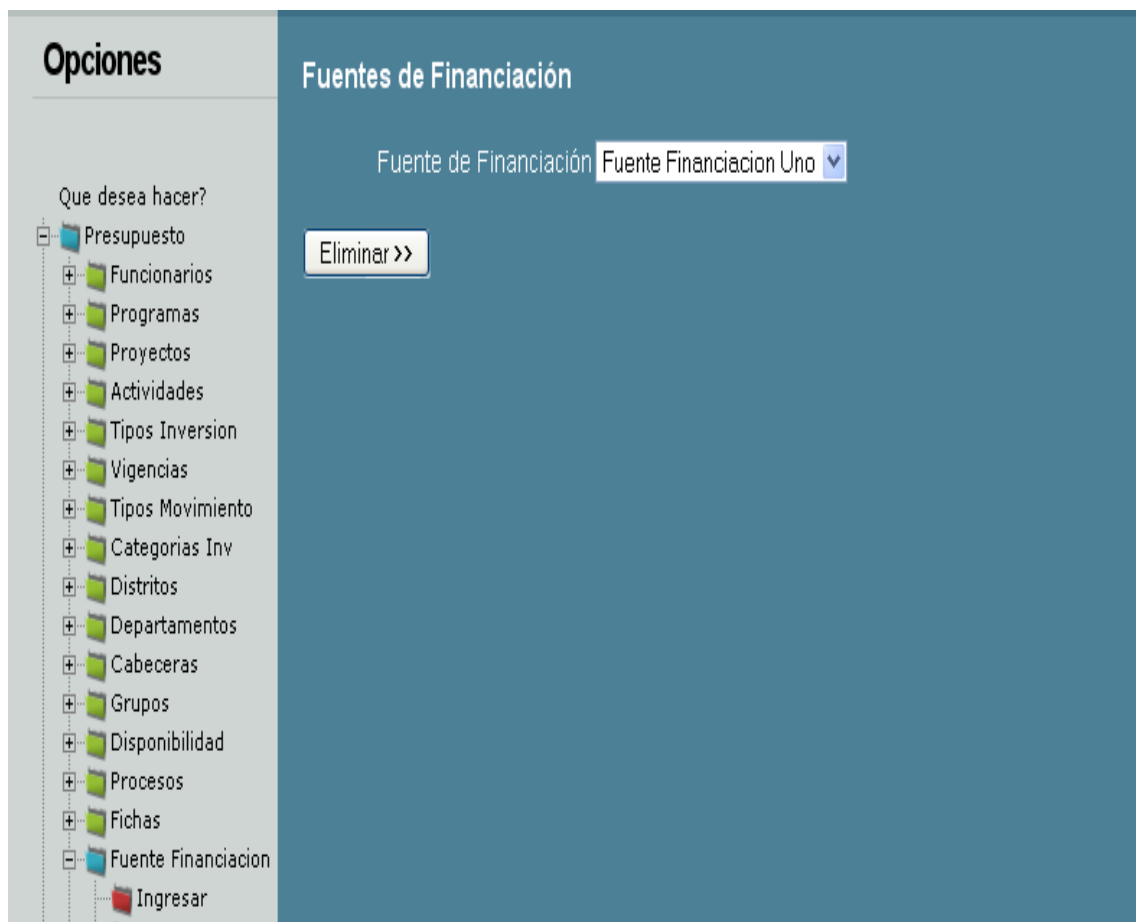 Opciones
Que desea hacer?
Presupuesto
Funcionarios
Programas
Proyectos
Actividades
Tipos Inversion
Vigencias
Tipos Movimiento
Categorias Inv
Distritos
Departamentos
Cabeceras
Grupos
Disponibilidad
Procesos
Fichas
Fuente Financiacion
Ingresar
Fuentes de Financiación
Fuente de Financiación Fuente Financiacion Uno
Eliminar >>